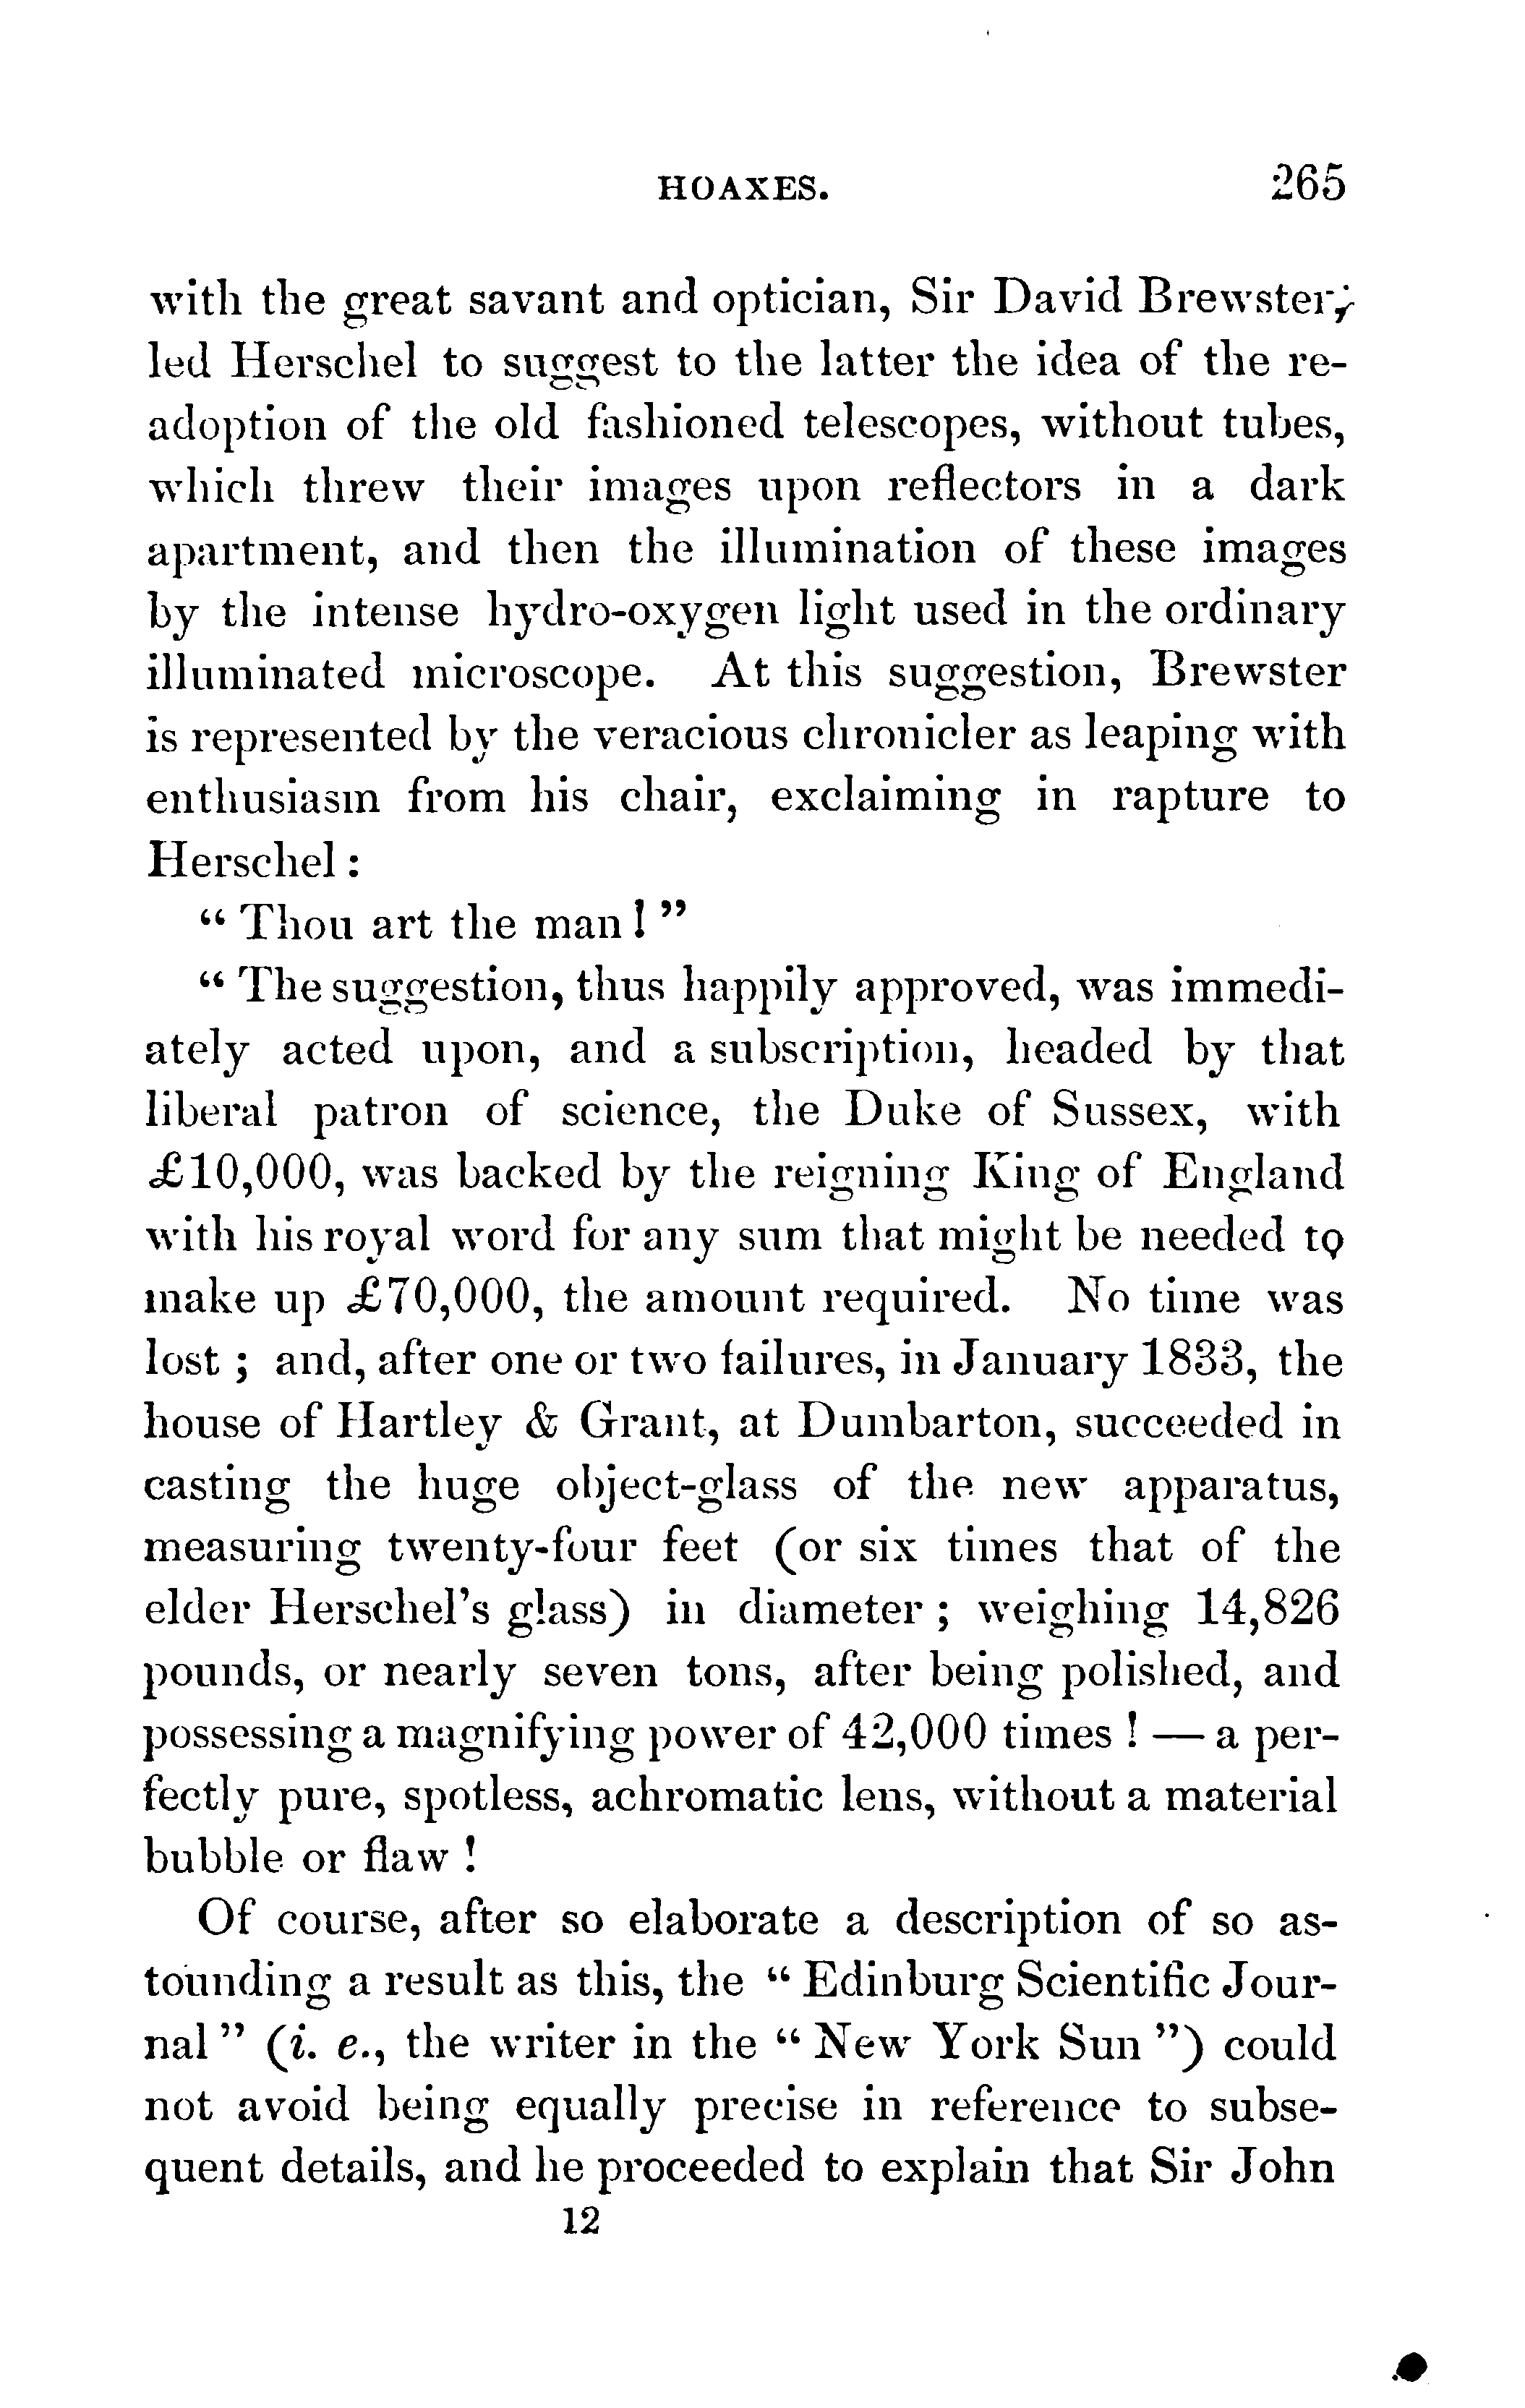 HOAXES. 265
with the great savant and optician, Sir David Brewster,
led Herschel to suggest to the latter the idea of the re-
adoption of the old fashioned telescopes, without tubes,
which threw their images upon reflectors in a dark
apartment, and then the illumination of these images
by the intense hydro-oxygen light used in the ordinary
illuminated microscope. At this suggestion, Brewster
is represented by the veracious chronicler as leaping with
enthusiasm from his chair, exclaiming in rapture to
Herschel :
“ Thou art the man ! ”
“ The suggestion, thus happily approved, was immedi-
ately acted upon, and a subscription, headed by that
liberal patron of science, the Duke of Sussex, with
£10,000, was backed by the reigning King of England
with his royal word for any sum that might be needed to
make up £70,000, the amount required. No time was
lost ; and, after one or two failures, in January 1833, the
house of Hartley & Grant, at Dumbarton, succeeded in
casting the huge object-glass of the new apparatus,
measuring twenty-four feet (or six times that of the
elder Herschel’s glass) in diameter ; weighing 14,826
pounds, or nearly seven tons, after being polished, and
possessing a magnifying power of 42,000 times ! — a per-
fectly pure, spotless, achromatic lens, without a material
bubble or flaw !
Of course, after so elaborate a description of so as-
tounding a result as this, the “ Edinburg Scientific Jour-
nal ” (i. e., the writer in the “ New York Sun ”) could
not avoid being equally precise in reference to subse-
quent details, and he proceeded to explain that Sir John
12